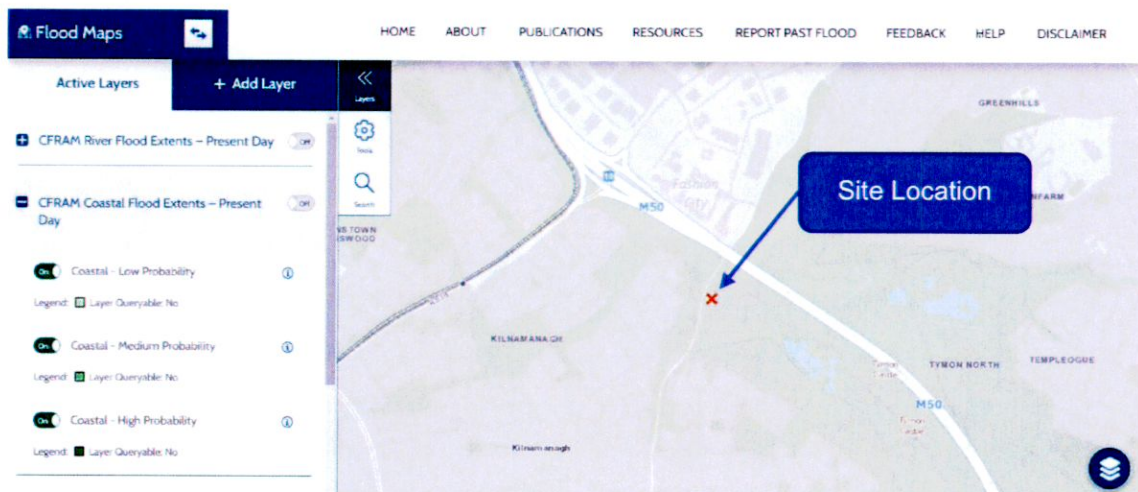 Flood Maps
HOME ABOUT PUBLICATIONS RESOURCES REPORT PAST FLOOD FEEDBACK HELP DISCLAIMER
Active Layers
+ Add Layer
Layers
Tools
Search
CFRAM River Flood Extents – Present Day
Off
CFRAM Coastal Flood Extents – Present
Day
Off
On Coastal - Low Probability
Legend: Layer Queryable: No
On Coastal - Medium Probability
Legend: Layer Queryable: No
On Coastal - High Probability
Legend: Layer Queryable: No
GREENHILLS
Site Location
Fashion
City
M50
KILNAMANAGH
TYMON NORTH
TEMPLEOGUE
M50
Kilnamanagh